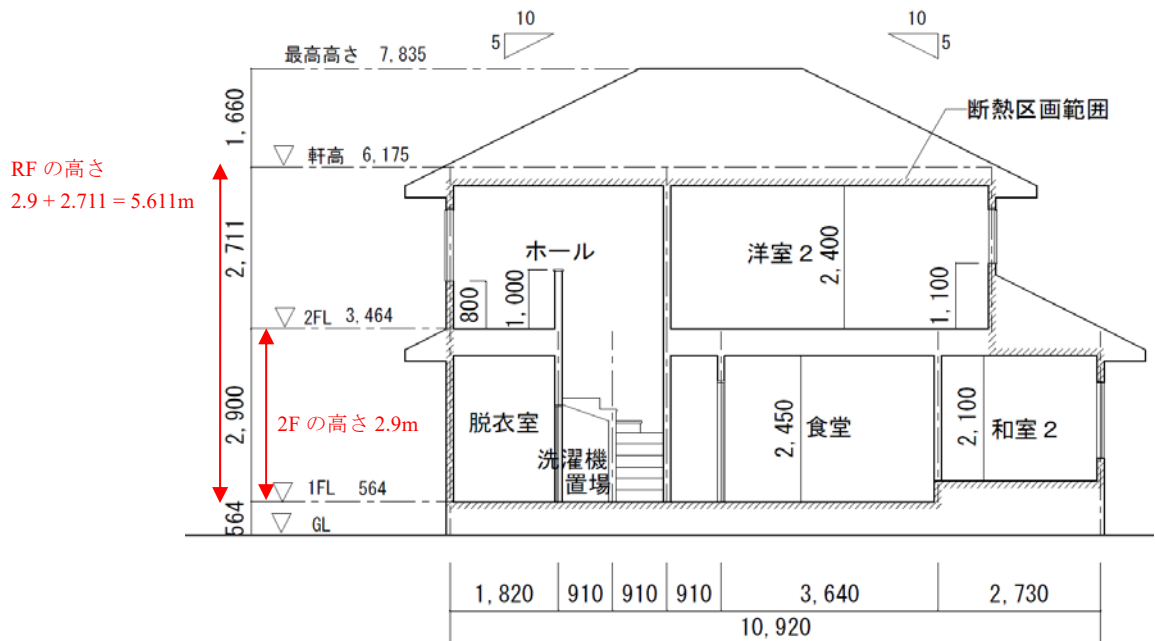 10
5
10
5
最高高さ 7,835
断熱区画範囲
1,660
軒高 6,175
RF の高さ
2.9 + 2.711 = 5.611m
2,711
ホール
洋室2
2,400
800
1,000
1,100
2FL 3,464
2,900
2F の高さ 2.9m
脱衣室
洗濯機
置場
食堂
2,450
2,100
和室2
1FL 564
564
GL
1,820
910
910
910
3,640
2,730
10,920